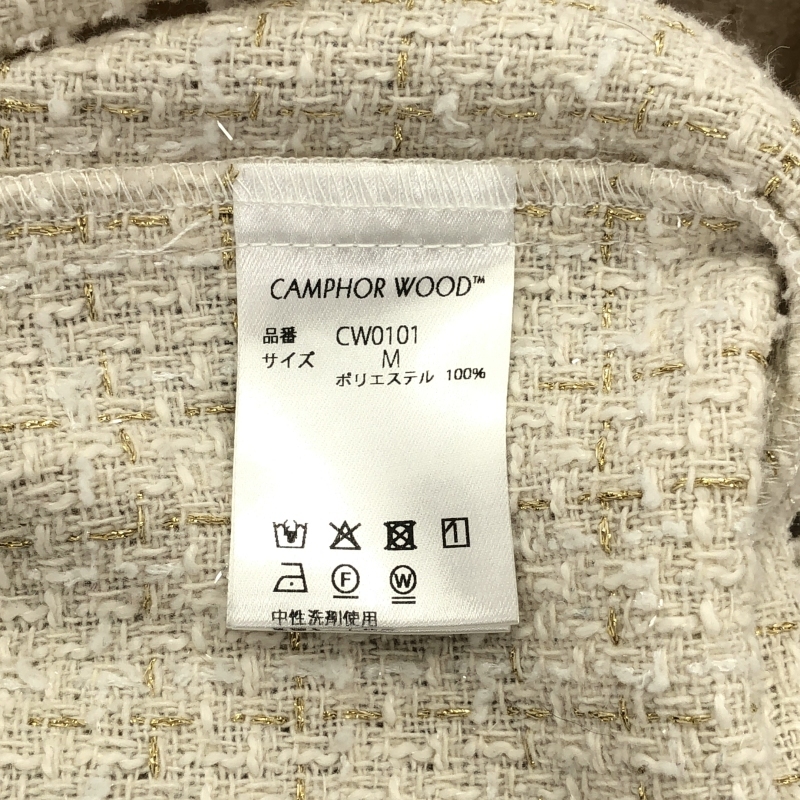 CAMPHOR WOOD™
品番 CW0101
サイズ M
ポリエステル 100%
F W
中性洗剤使用